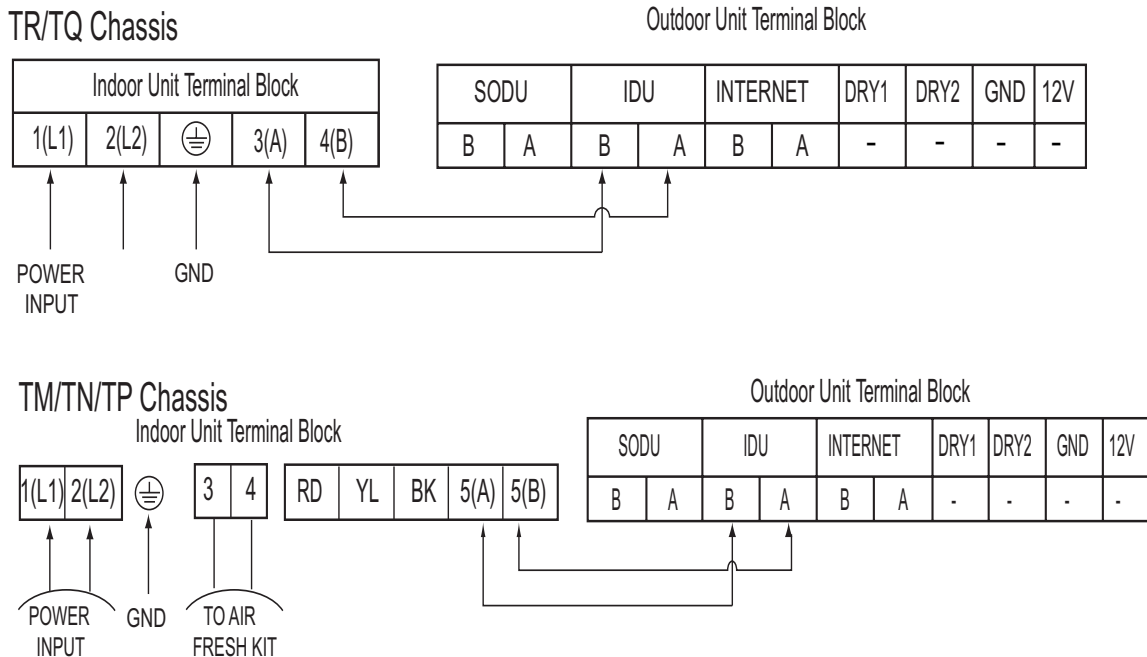 TR/TQ Chassis
Outdoor Unit Terminal Block
Indoor Unit Terminal Block
SODU IDU INTERNET DRY1 DRY2 GND 12V
1(L1) 2(L2) 3(A) 4(B)
B A B A B A - - - -
POWER INPUT
GND
TM/TN/TP Chassis
Outdoor Unit Terminal Block
Indoor Unit Terminal Block
SODU IDU INTERNET DRY1 DRY2 GND 12V
1(L1) 2(L2) 3 4 RD YL BK 5(A) 5(B)
B A B A B A - - - -
POWER INPUT
GND
TO AIR FRESH KIT